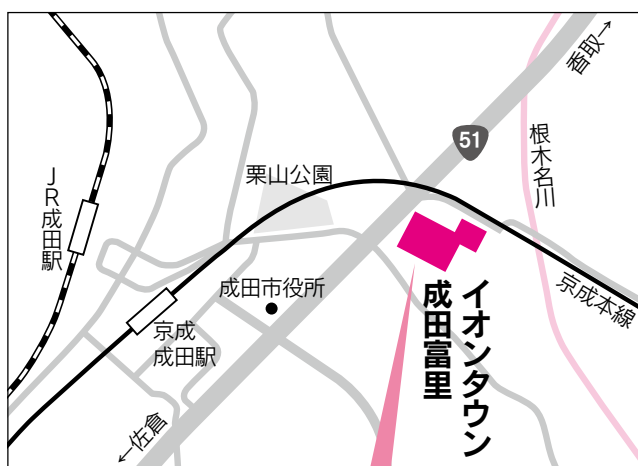 香取→
51
根木名川
栗山公園
JR成田駅
成田市役所
京成
成田駅
イオンタウン
成田富里
京成本線
←佐倉